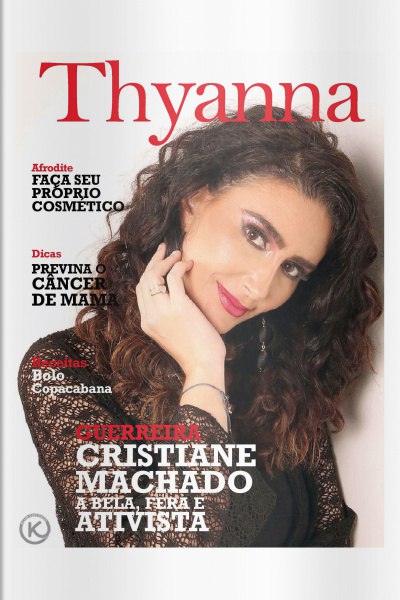 Thyanna
Afrodite
FAÇA SEU
PRÓPRIO
COSMÉTICO
Dicas
PREVINA O
CÂNCER
DE MAMA
Receitas
Bolo
Copacabana
GUERREIRA
CRISTIANE
MACHADO
A BELA, FERA E
ATIVISTA
K